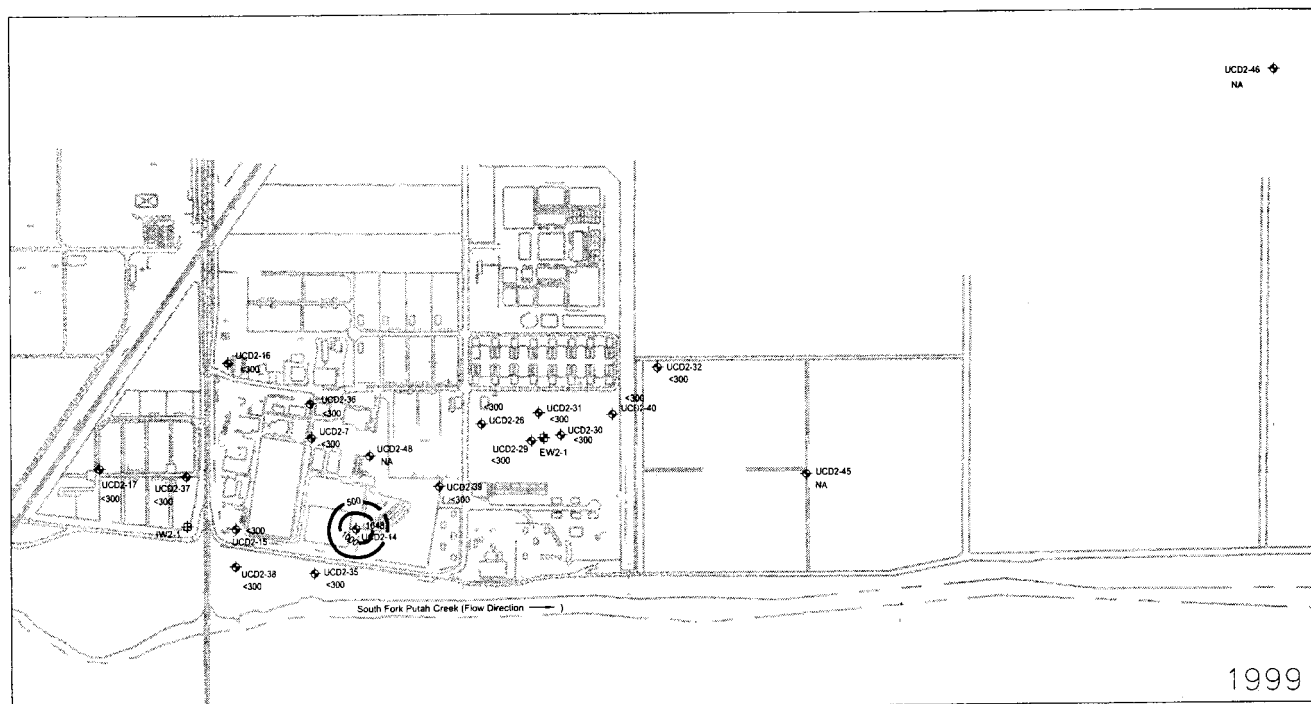 UCD2-46
NA
UCD2-16
<300
UCD2-32
<300
UCD2-36
<300
<300
UCD2-40
<300
UCD2-26
UCD2-31
<300
UCD2-30
<300
UCD2-7
<300
UCD2-29
<300
EW2-1
UCD2-48
NA
UCD2-45
NA
UCD2-17
<300
UCD2-37
<300
UCD2-39
<300
500
1000
UCD2-14
IW2-1
<300
UCD2-15
UCD2-38
<300
UCD2-35
<300
South Fork Putah Creek (Flow Direction → )
1999